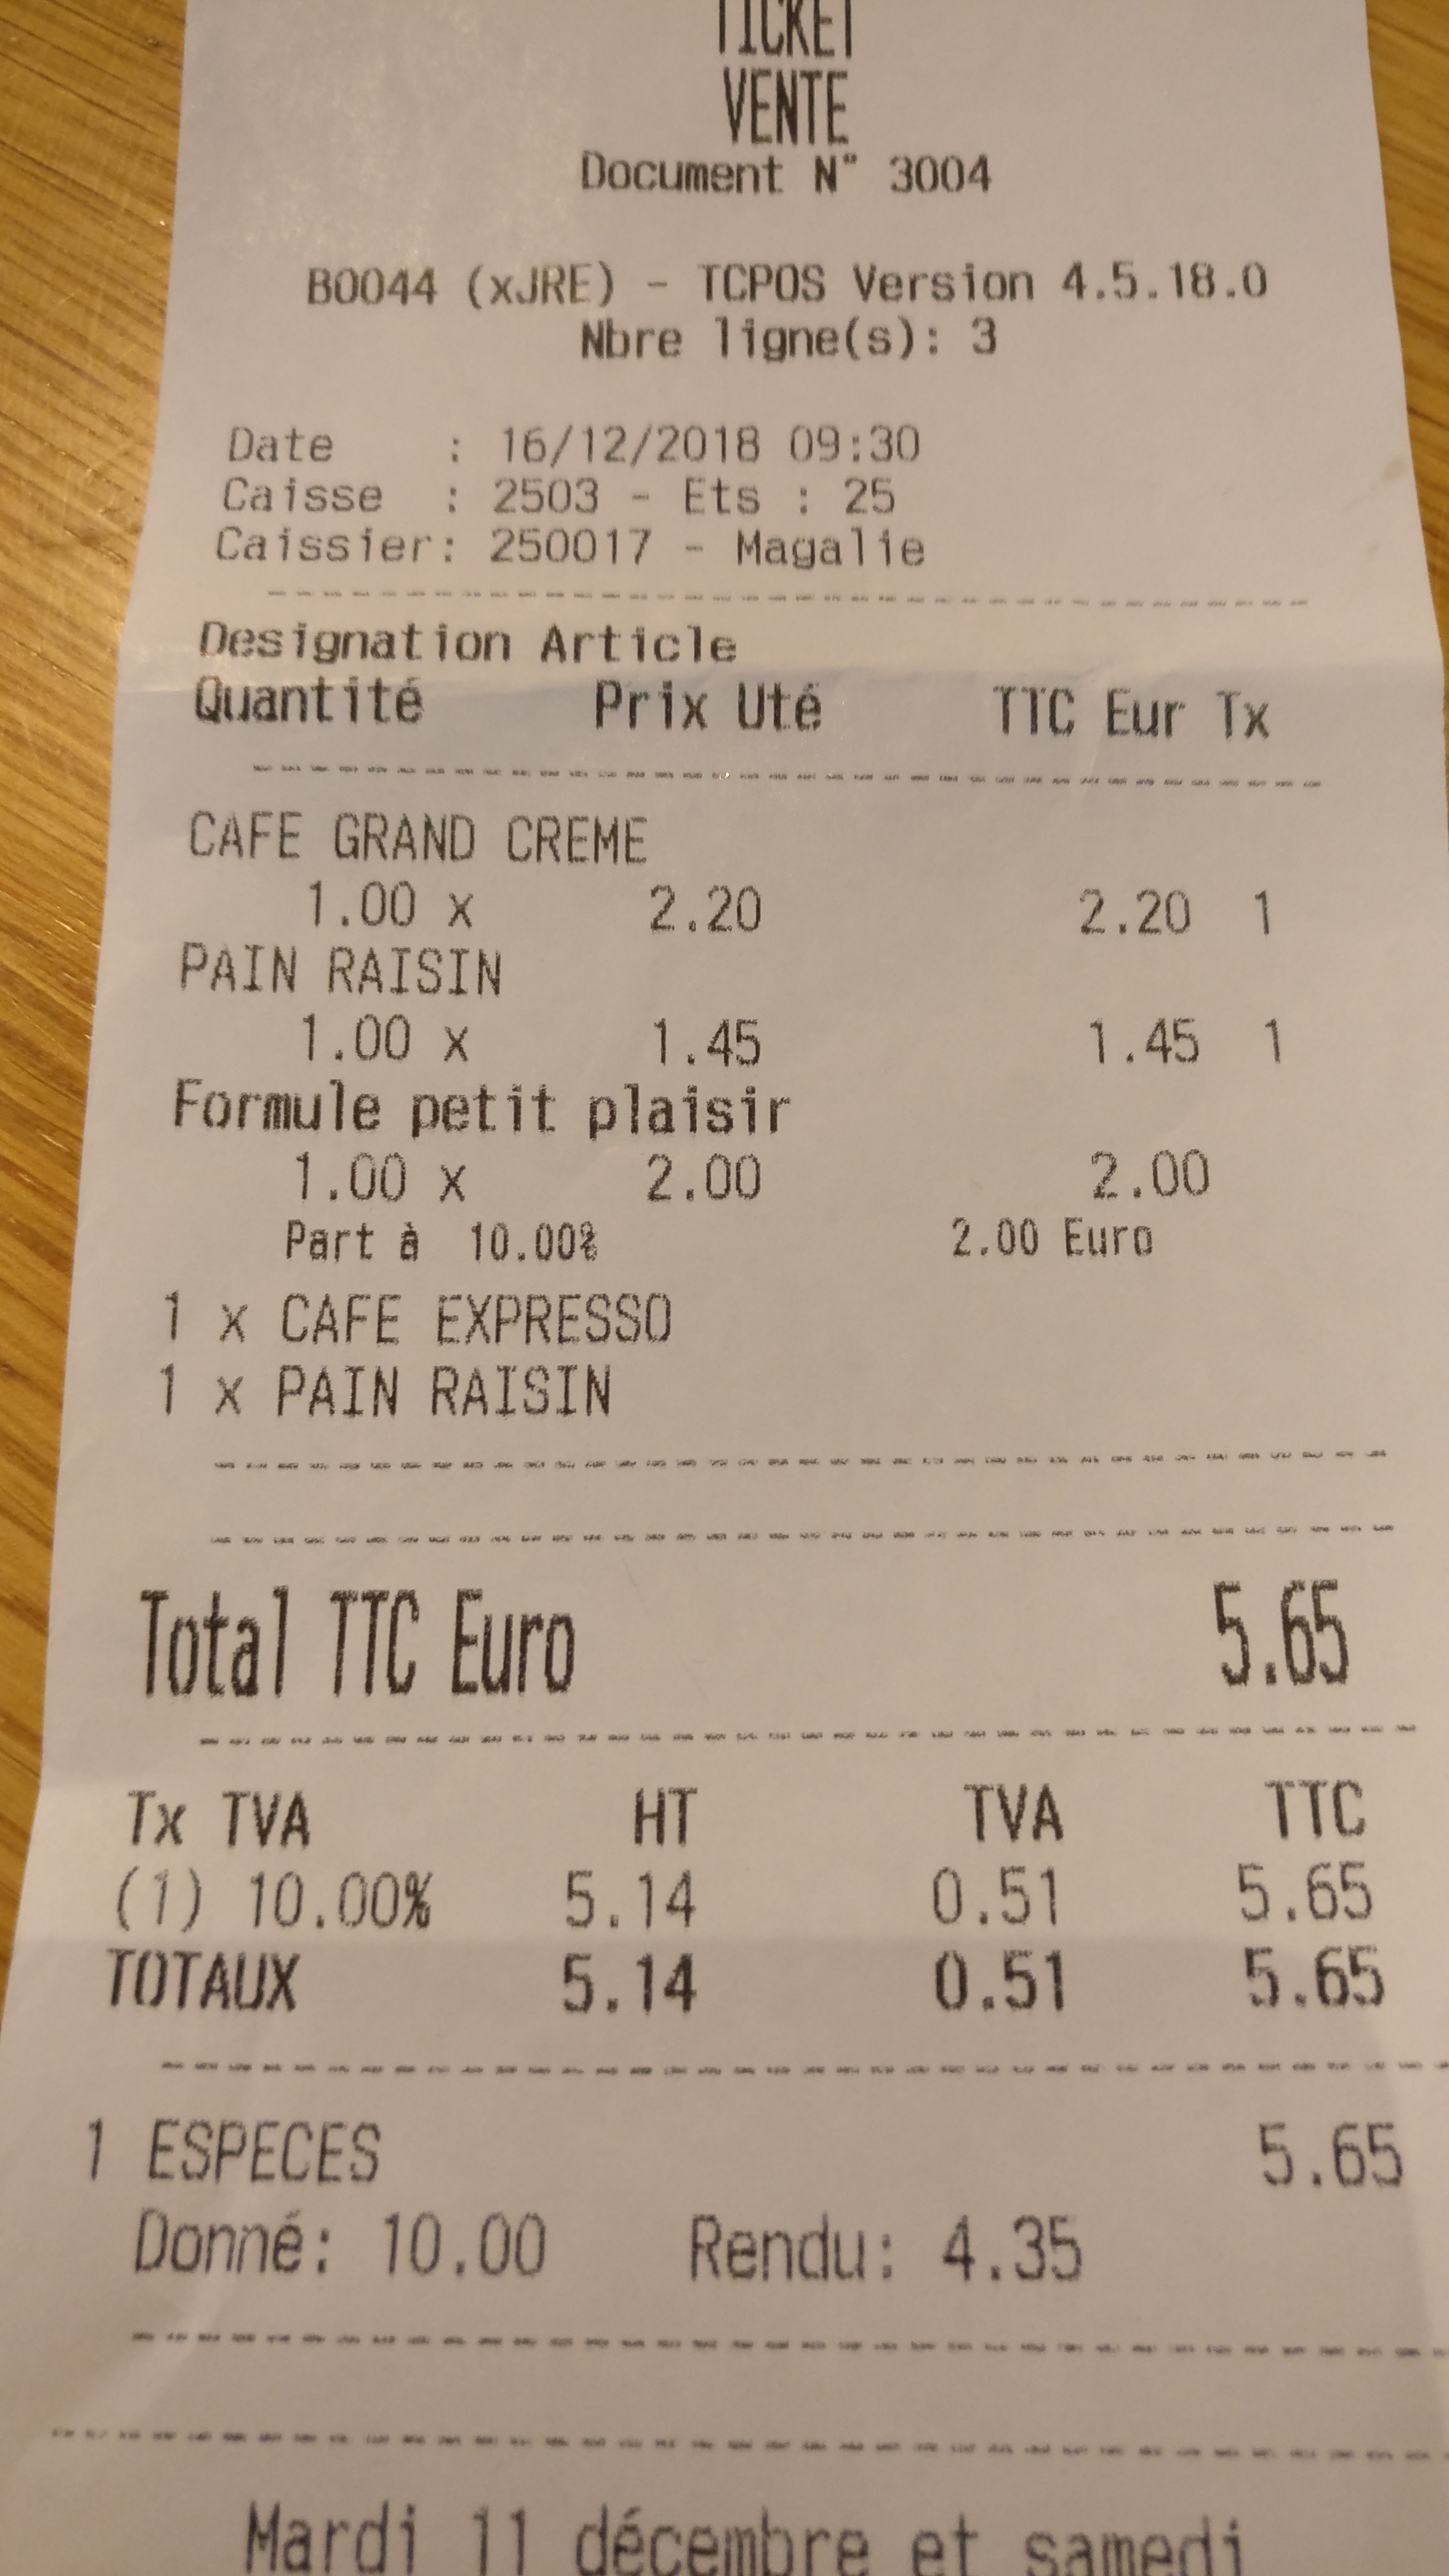 TICKET
VENTE
Document N° 3004
B0044 (xJRE) - TCPOS Version 4.5.18.0
Nbre ligne(s): 3
Date : 16/12/2018 09:30
Caisse : 2503 - Ets : 25
Caissier: 250017 - Magalie
Designation Article
Quantité Prix Uté TTC Eur Tx
CAFE GRAND CREME
1.00 x 2.20 2.20 1
PAIN RAISIN
1.00 x 1.45 1.45 1
Formule petit plaisir
1.00 x 2.00 2.00
Part à 10.00% 2.00 Euro
1 x CAFE EXPRESSO
1 x PAIN RAISIN
Total TTC Euro 5.65
Tx TVA HT TVA TTC
(1) 10.00% 5.14 0.51 5.65
TOTAUX 5.14 0.51 5.65
1 ESPECES 5.65
Donné: 10.00 Rendu: 4.35
Mardi 11 décembre et samedi